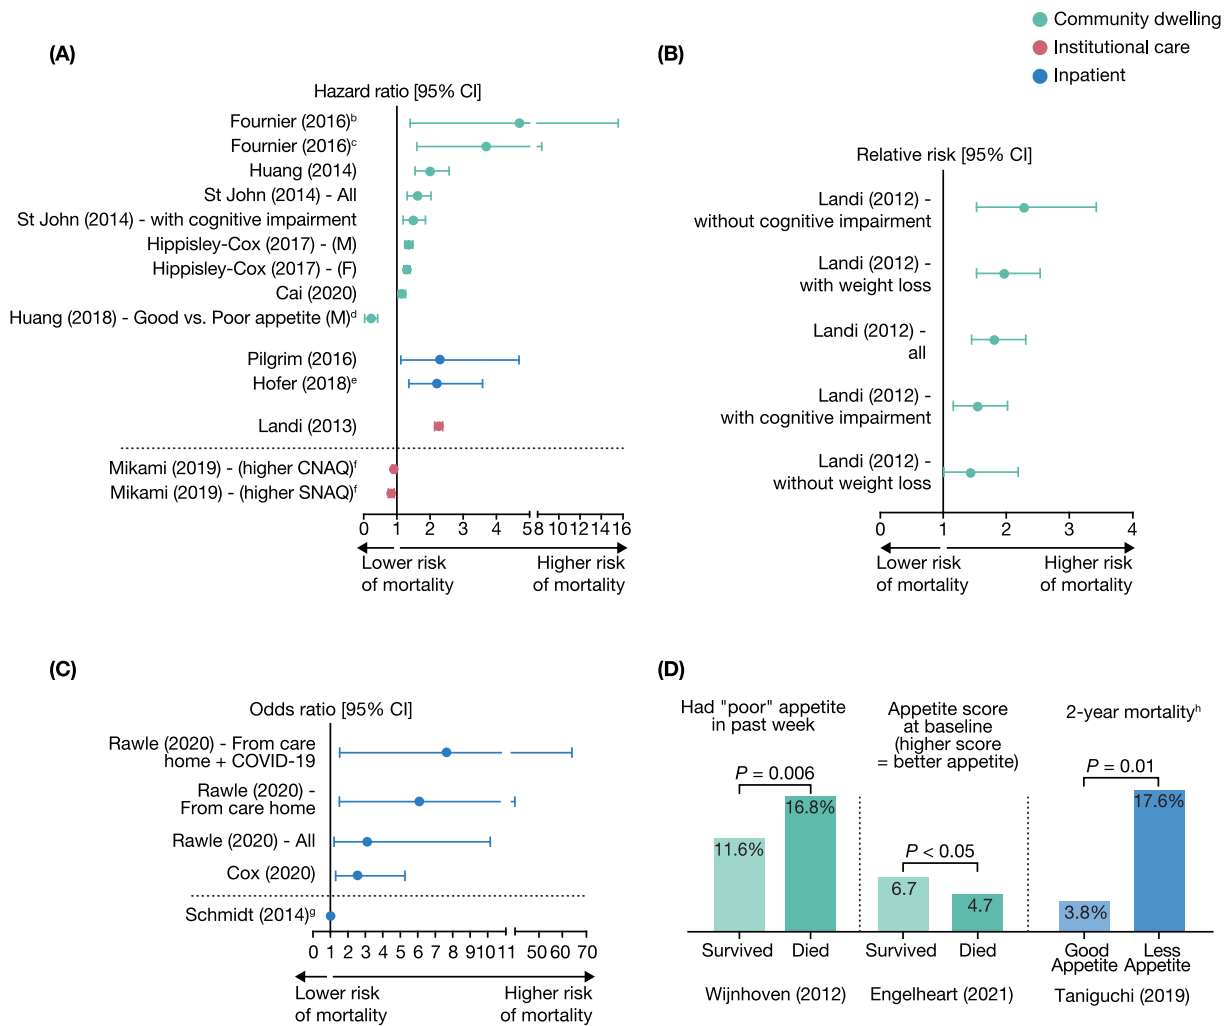 Community dwelling
Institutional care
Inpatient
(A)
Hazard ratio [95% CI]
Fournier (2016)ᵇ
Fournier (2016)ᶜ
Huang (2014)
St John (2014) - All
St John (2014) - with cognitive impairment
Hippisley-Cox (2017) - (M)
Hippisley-Cox (2017) - (F)
Cai (2020)
Huang (2018) - Good vs. Poor appetite (M)ᵈ
Pilgrim (2016)
Hofer (2018)ᵉ
Landi (2013)
Mikami (2019) - (higher CNAQ)ᶠ
Mikami (2019) - (higher SNAQ)ᶠ
0 1 2 3 4 5 8 10 12 14 16
Lower risk
of mortality
Higher risk
of mortality
(B)
Relative risk [95% CI]
Landi (2012) -
without cognitive impairment
Landi (2012) -
with weight loss
Landi (2012) -
all
Landi (2012) -
with cognitive impairment
Landi (2012) -
without weight loss
0 1 2 3 4
Lower risk
of mortality
Higher risk
of mortality
(C)
Odds ratio [95% CI]
Rawle (2020) - From care
home + COVID-19
Rawle (2020) -
From care home
Rawle (2020) - All
Cox (2020)
Schmidt (2014)ᵍ
0 1 2 3 4 5 6 7 8 9 10 11 50 60 70
Lower risk
of mortality
Higher risk
of mortality
(D)
Had "poor" appetite
in past week
P = 0.006
11.6%
16.8%
Survived Died
Wijnhoven (2012)
Appetite score
at baseline
(higher score
= better appetite)
P < 0.05
6.7
4.7
Survived Died
Engelheart (2021)
2-year mortalityʰ
P = 0.01
3.8%
17.6%
Good
Appetite
Less
Appetite
Taniguchi (2019)